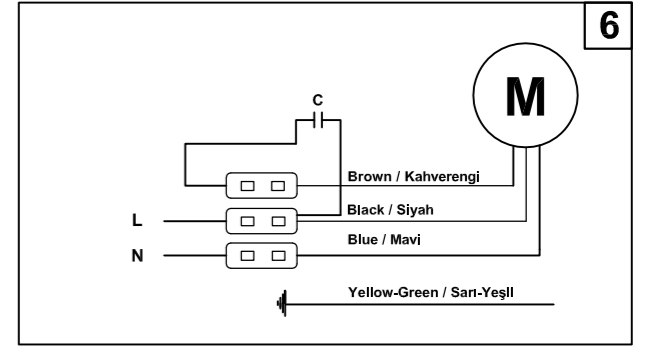 6
M
C
Brown / Kahverengi
L
Black / Siyah
Blue / Mavi
N
Yellow-Green / Sarı-Yeşll